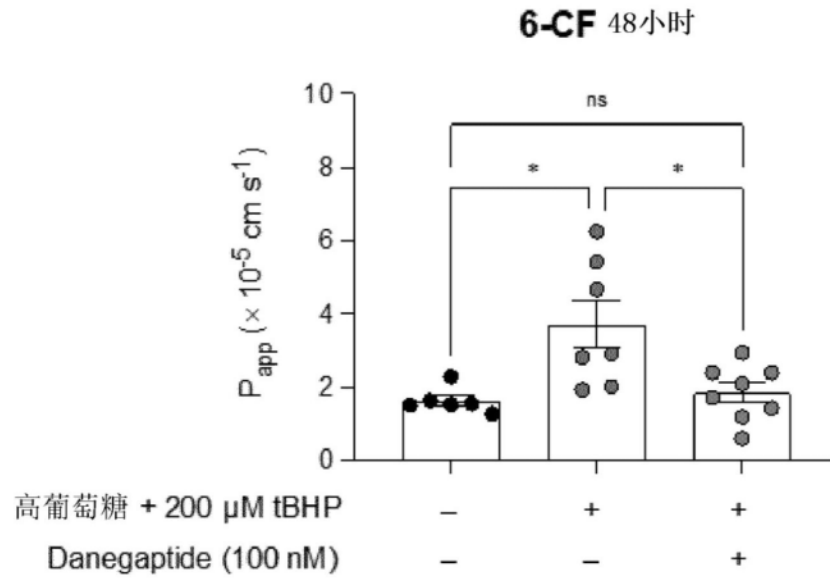 6-CF 48小时
10
ns
8
*
*
6
4
2
0
P_app (× 10⁻⁵ cm s⁻¹)
高葡萄糖 + 200 µM tBHP – + +
Danegaptide (100 nM) – – +